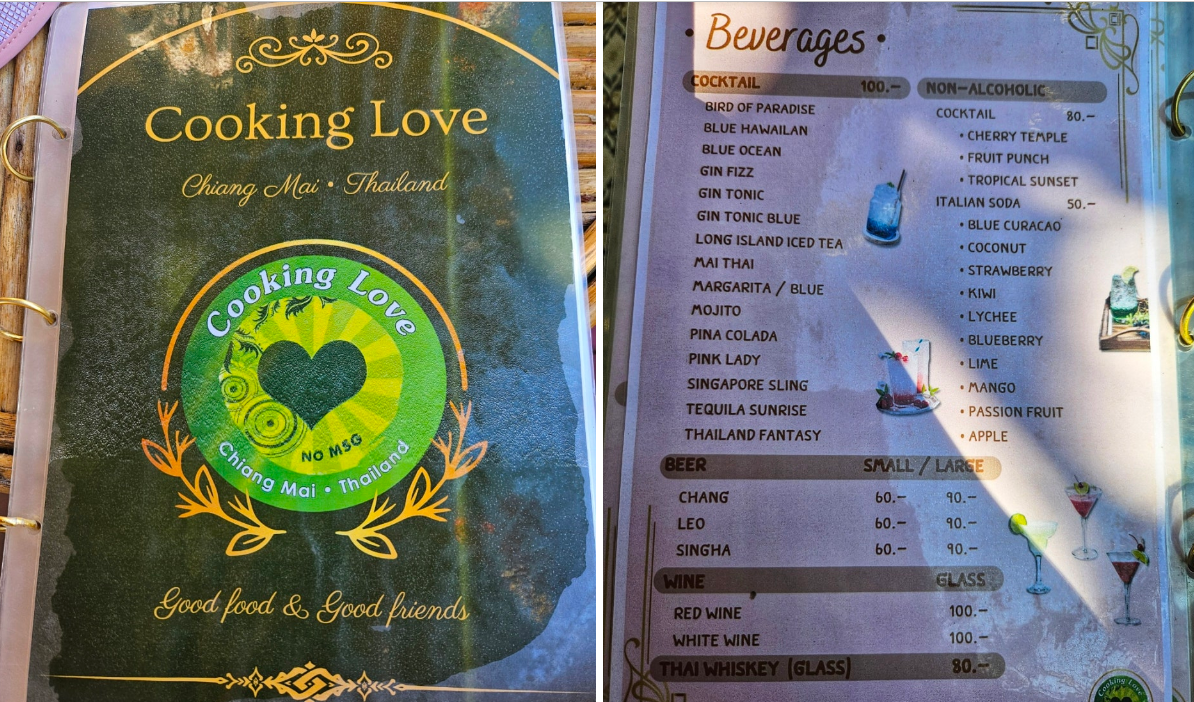 Cooking Love
Chiang Mai • Thailand
Cooking Love
NO MSG
Chiang Mai • Thailand
Good food & Good friends
• Beverages •
COCKTAIL 100.-
BIRD OF PARADISE
BLUE HAWAIIAN
BLUE OCEAN
GIN FIZZ
GIN TONIC
GIN TONIC BLUE
LONG ISLAND ICED TEA
MAI THAI
MARGARITA / BLUE
MOJITO
PINA COLADA
PINK LADY
SINGAPORE SLING
TEQUILA SUNRISE
THAILAND FANTASY
NON-ALCOHOLIC
COCKTAIL 80.-
• CHERRY TEMPLE
• FRUIT PUNCH
• TROPICAL SUNSET
ITALIAN SODA 50.-
• BLUE CURACAO
• COCONUT
• STRAWBERRY
• KIWI
• LYCHEE
• BLUEBERRY
• LIME
• MANGO
• PASSION FRUIT
• APPLE
BEER SMALL / LARGE
CHANG 60.- 90.-
LEO 60.- 90.-
SINGHA 60.- 90.-
WINE GLASS
RED WINE 100.-
WHITE WINE 100.-
THAI WHISKEY (GLASS) 80.-
Cooking Love